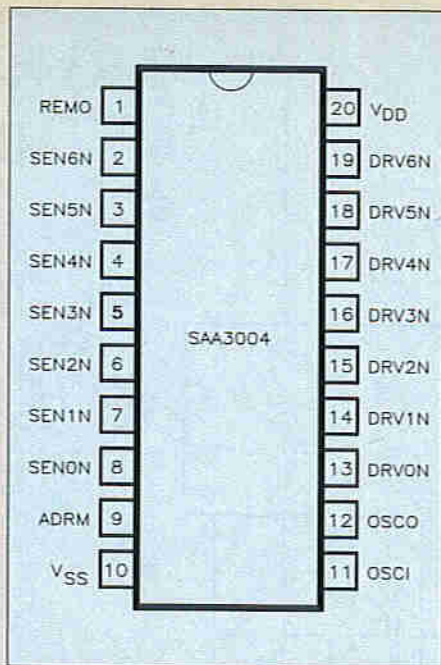 REMO 1
SEN6N 2
SEN5N 3
SEN4N 4
SEN3N 5
SEN2N 6
SEN1N 7
SEN0N 8
ADRM 9
VSS 10
SAA3004
20 VDD
19 DRV6N
18 DRV5N
17 DRV4N
16 DRV3N
15 DRV2N
14 DRV1N
13 DRV0N
12 OSCO
11 OSCI